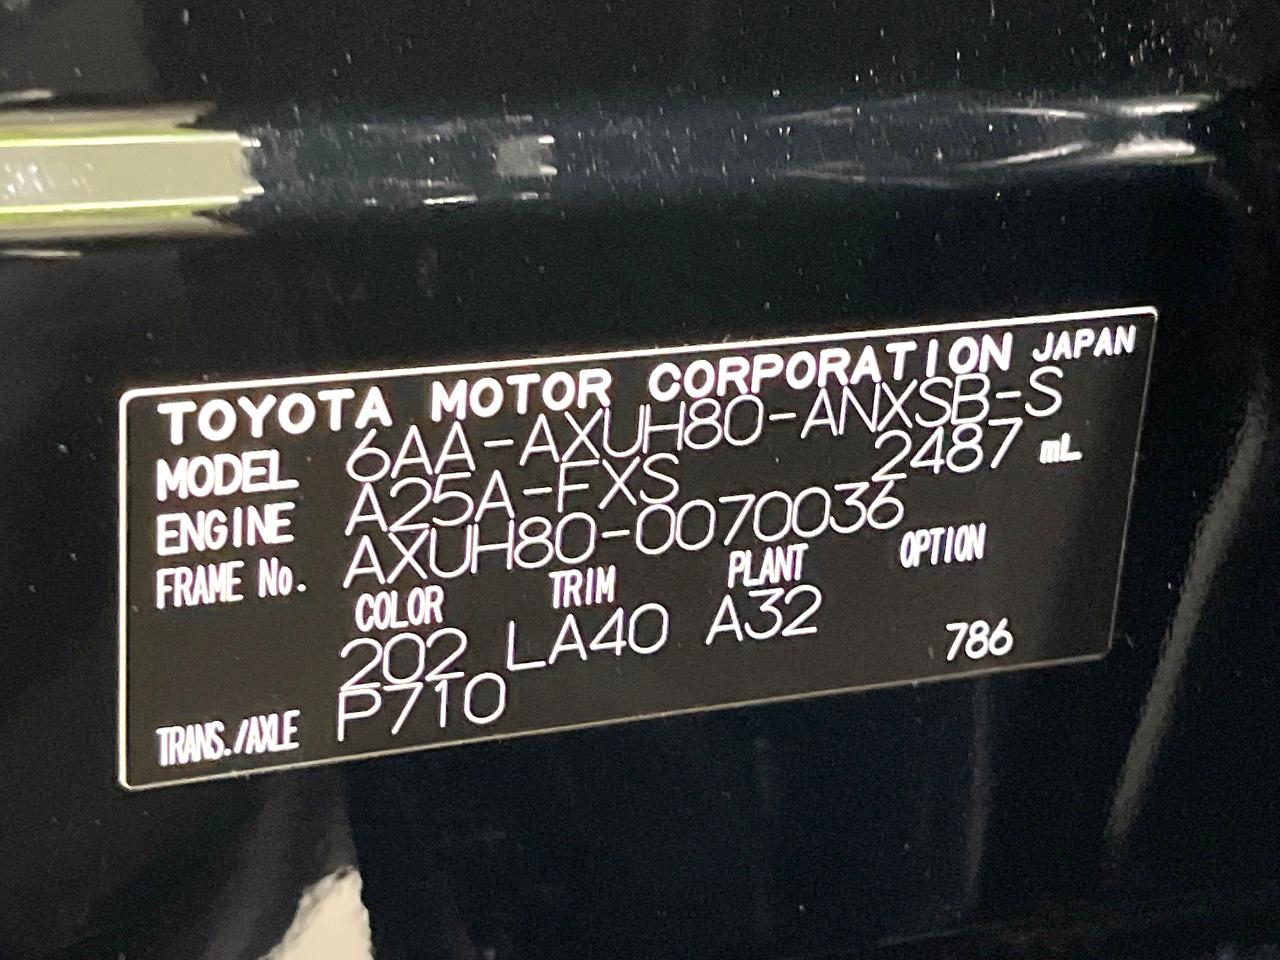 TOYOTA MOTOR CORPORATION JAPAN
MODEL 6AA-AXUH80-ANXSB-S
ENGINE A25A-FXS 2487 mL
FRAME No. AXUH80-0070036
COLOR TRIM PLANT OPTION
202 LA40 A32 786
TRANS./AXLE P710